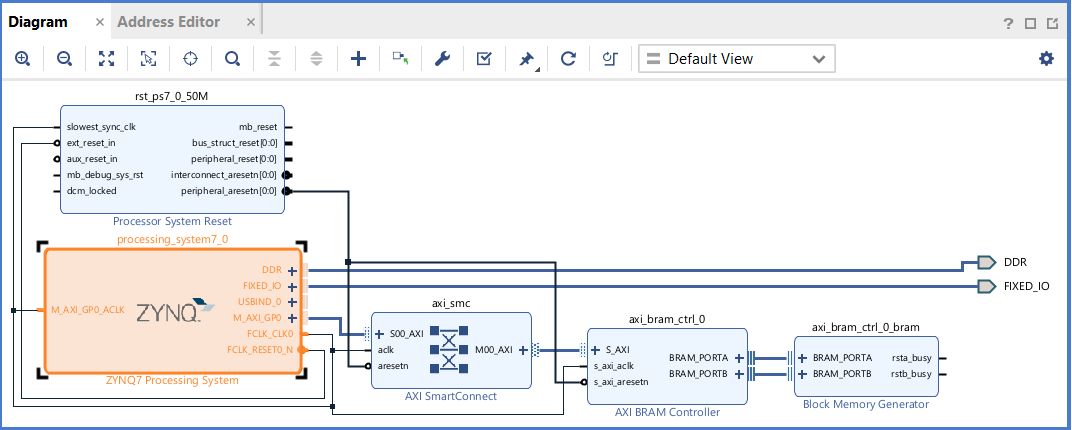 Diagram × Address Editor ×
?
Default View
rst_ps7_0_50M
slowest_sync_clk mb_reset
ext_reset_in bus_struct_reset[0:0]
aux_reset_in peripheral_reset[0:0]
mb_debug_sys_rst interconnect_aresetn[0:0]
dcm_locked peripheral_aresetn[0:0]
Processor System Reset
processing_system7_0
DDR
FIXED_IO
USBIND_0
M_AXI_GP0_ACLK
M_AXI_GP0
FCLK_CLK0
FCLK_RESET0_N
ZYNQ
ZYNQ7 Processing System
DDR
FIXED_IO
axi_smc
S00_AXI
aclk M00_AXI
aresetn
AXI SmartConnect
axi_bram_ctrl_0
S_AXI BRAM_PORTA
s_axi_aclk BRAM_PORTB
s_axi_aresetn
AXI BRAM Controller
axi_bram_ctrl_0_bram
BRAM_PORTA rsta_busy
BRAM_PORTB rstb_busy
Block Memory Generator